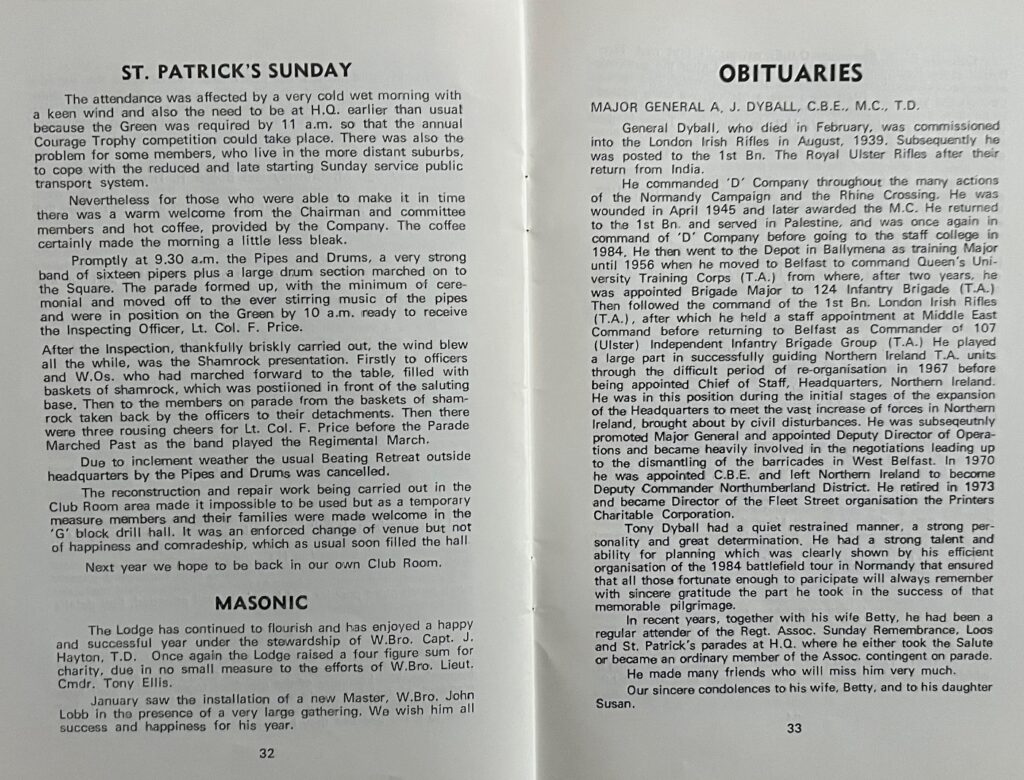 ST. PATRICK'S SUNDAY
The attendance was affected by a very cold wet morning with
a keen wind and also the need to be at H.Q. earlier than usual
because the Green was required by 11 a.m. so that the annual
Courage Trophy competition could take place. There was also the
problem for some members, who live in the more distant suburbs,
to cope with the reduced and late starting Sunday service public
transport system.
Nevertheless for those who were able to make it in time
there was a warm welcome from the Chairman and committee
members and hot coffee, provided by the Company. The coffee
certainly made the morning a little less bleak.
Promptly at 9.30 a.m. the Pipes and Drums, a very strong
band of sixteen pipers plus a large drum section marched on to
the Square. The parade formed up, with the minimum of cere-
monial and moved off to the ever stirring music of the pipes
and were in position on the Green by 10 a.m. ready to receive
the Inspecting Officer, Lt. Col. F. Price.
After the Inspection, thankfully briskly carried out, the wind blew
all the while, was the Shamrock presentation. Firstly to officers
and W.Os. who had marched forward to the table, filled with
baskets of shamrock, which was postiioned in front of the saluting
base. Then to the members on parade from the baskets of sham-
rock taken back by the officers to their detachments. Then there
were three rousing cheers for Lt. Col. F. Price before the Parade
Marched Past as the band played the Regimental March.
Due to inclement weather the usual Beating Retreat outside
headquarters by the Pipes and Drums was cancelled.
The reconstruction and repair work being carried out in the
Club Room area made it impossible to be used but as a temporary
measure members and their families were made welcome in the
'G' block drill hall. It was an enforced change of venue but not
of happiness and comradeship, which as usual soon filled the hall
Next year we hope to be back in our own Club Room.
MASONIC
The Lodge has continued to flourish and has enjoyed a happy
and successful year under the stewardship of W.Bro. Capt. J.
Hayton, T.D. Once again the Lodge raised a four figure sum for
charity, due in no small measure to the efforts of W.Bro. Lieut.
Cmdr. Tony Ellis.
January saw the installation of a new Master, W.Bro. John
Lobb in the presence of a very large gathering. We wish him all
success and happiness for his year.
32
OBITUARIES
MAJOR GENERAL A, J. DYBALL, C.B.E., M.C., T.D.
General Dyball, who died in February, was commissioned
into the London Irish Rifles in August, 1939. Subsequently he
was posted to the 1st Bn. The Royal Ulster Rifles after their
return from India.
He commanded 'D' Company throughout the many actions
of the Normandy Campaign and the Rhine Crossing. He was
wounded in April 1945 and later awarded the M.C. He returned
to the 1st Bn. and served in Palestine, and was once again in
command of 'D' Company before going to the staff college in
1984. He then went to the Depot in Ballymena as training Major
until 1956 when he moved to Belfast to command Queen's Uni-
versity Training Corps (T.A.) from where, after two years, he
was appointed Brigade Major to 124 Infantry Brigade (T.A.)
Then followed the command of the 1st Bn. London Irish Rifles
(T.A.), after which he held a staff appointment at Middle East
Command before returning to Belfast as Commander of 107
(Ulster) Independent Infantry Brigade Group (T.A.) He played
a large part in successfully guiding Northern Ireland T.A. units
through the difficult period of re-organisation in 1967 before
being appointed Chief of Staff, Headquarters, Northern Ireland.
He was in this position during the initial stages of the expansion
of the Headquarters to meet the vast increase of forces in Northern
Ireland, brought about by civil disturbances. He was subseqeutnly
promoted Major General and appointed Deputy Director of Opera-
tions and became heavily involved in the negotiations leading up
to the dismantling of the barricades in West Belfast. In 1970
he was appointed C.B.E. and left Northern Ireland to become
Deputy Commander Northumberland District. He retired in 1973
and became Director of the Fleet Street organisation the Printers
Charitable Corporation.
Tony Dyball had a quiet restrained manner, a strong per-
sonality and great determination. He had a strong talent and
ability for planning which was clearly shown by his efficient
organisation of the 1984 battlefield tour in Normandy that ensured
that all those fortunate enough to paricipate will always remember
with sincere gratitude the part he took in the success of that
memorable pilgrimage.
In recent years, together with his wife Betty, he had been a
regular attender of the Regt. Assoc. Sunday Remembrance, Loos
and St. Patrick's parades at H.Q. where he either took the Salute
or became an ordinary member of the Assoc. contingent on parade.
He made many friends who will miss him very much.
Our sincere condolences to his wife, Betty, and to his daughter
Susan.
33